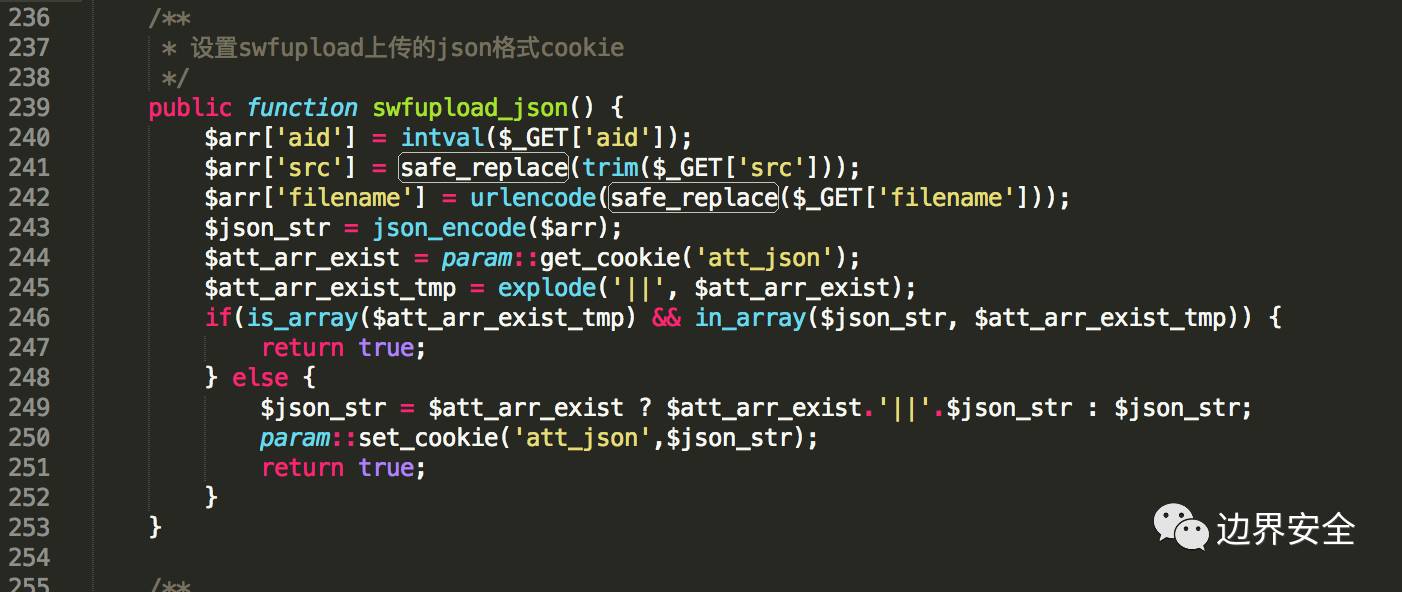 236 /**
237 * 设置swfupload上传的json格式cookie
238 */
239 public function swfupload_json() {
240 $arr['aid'] = intval($_GET['aid']);
241 $arr['src'] = safe_replace(trim($_GET['src']));
242 $arr['filename'] = urlencode(safe_replace($_GET['filename']));
243 $json_str = json_encode($arr);
244 $att_arr_exist = param::get_cookie('att_json');
245 $att_arr_exist_tmp = explode('||', $att_arr_exist);
246 if(is_array($att_arr_exist_tmp) && in_array($json_str, $att_arr_exist_tmp)) {
247 return true;
248 } else {
249 $json_str = $att_arr_exist ? $att_arr_exist.'||'.$json_str : $json_str;
250 param::set_cookie('att_json',$json_str);
251 return true;
252 }
253 }
254
255 /**
边界安全